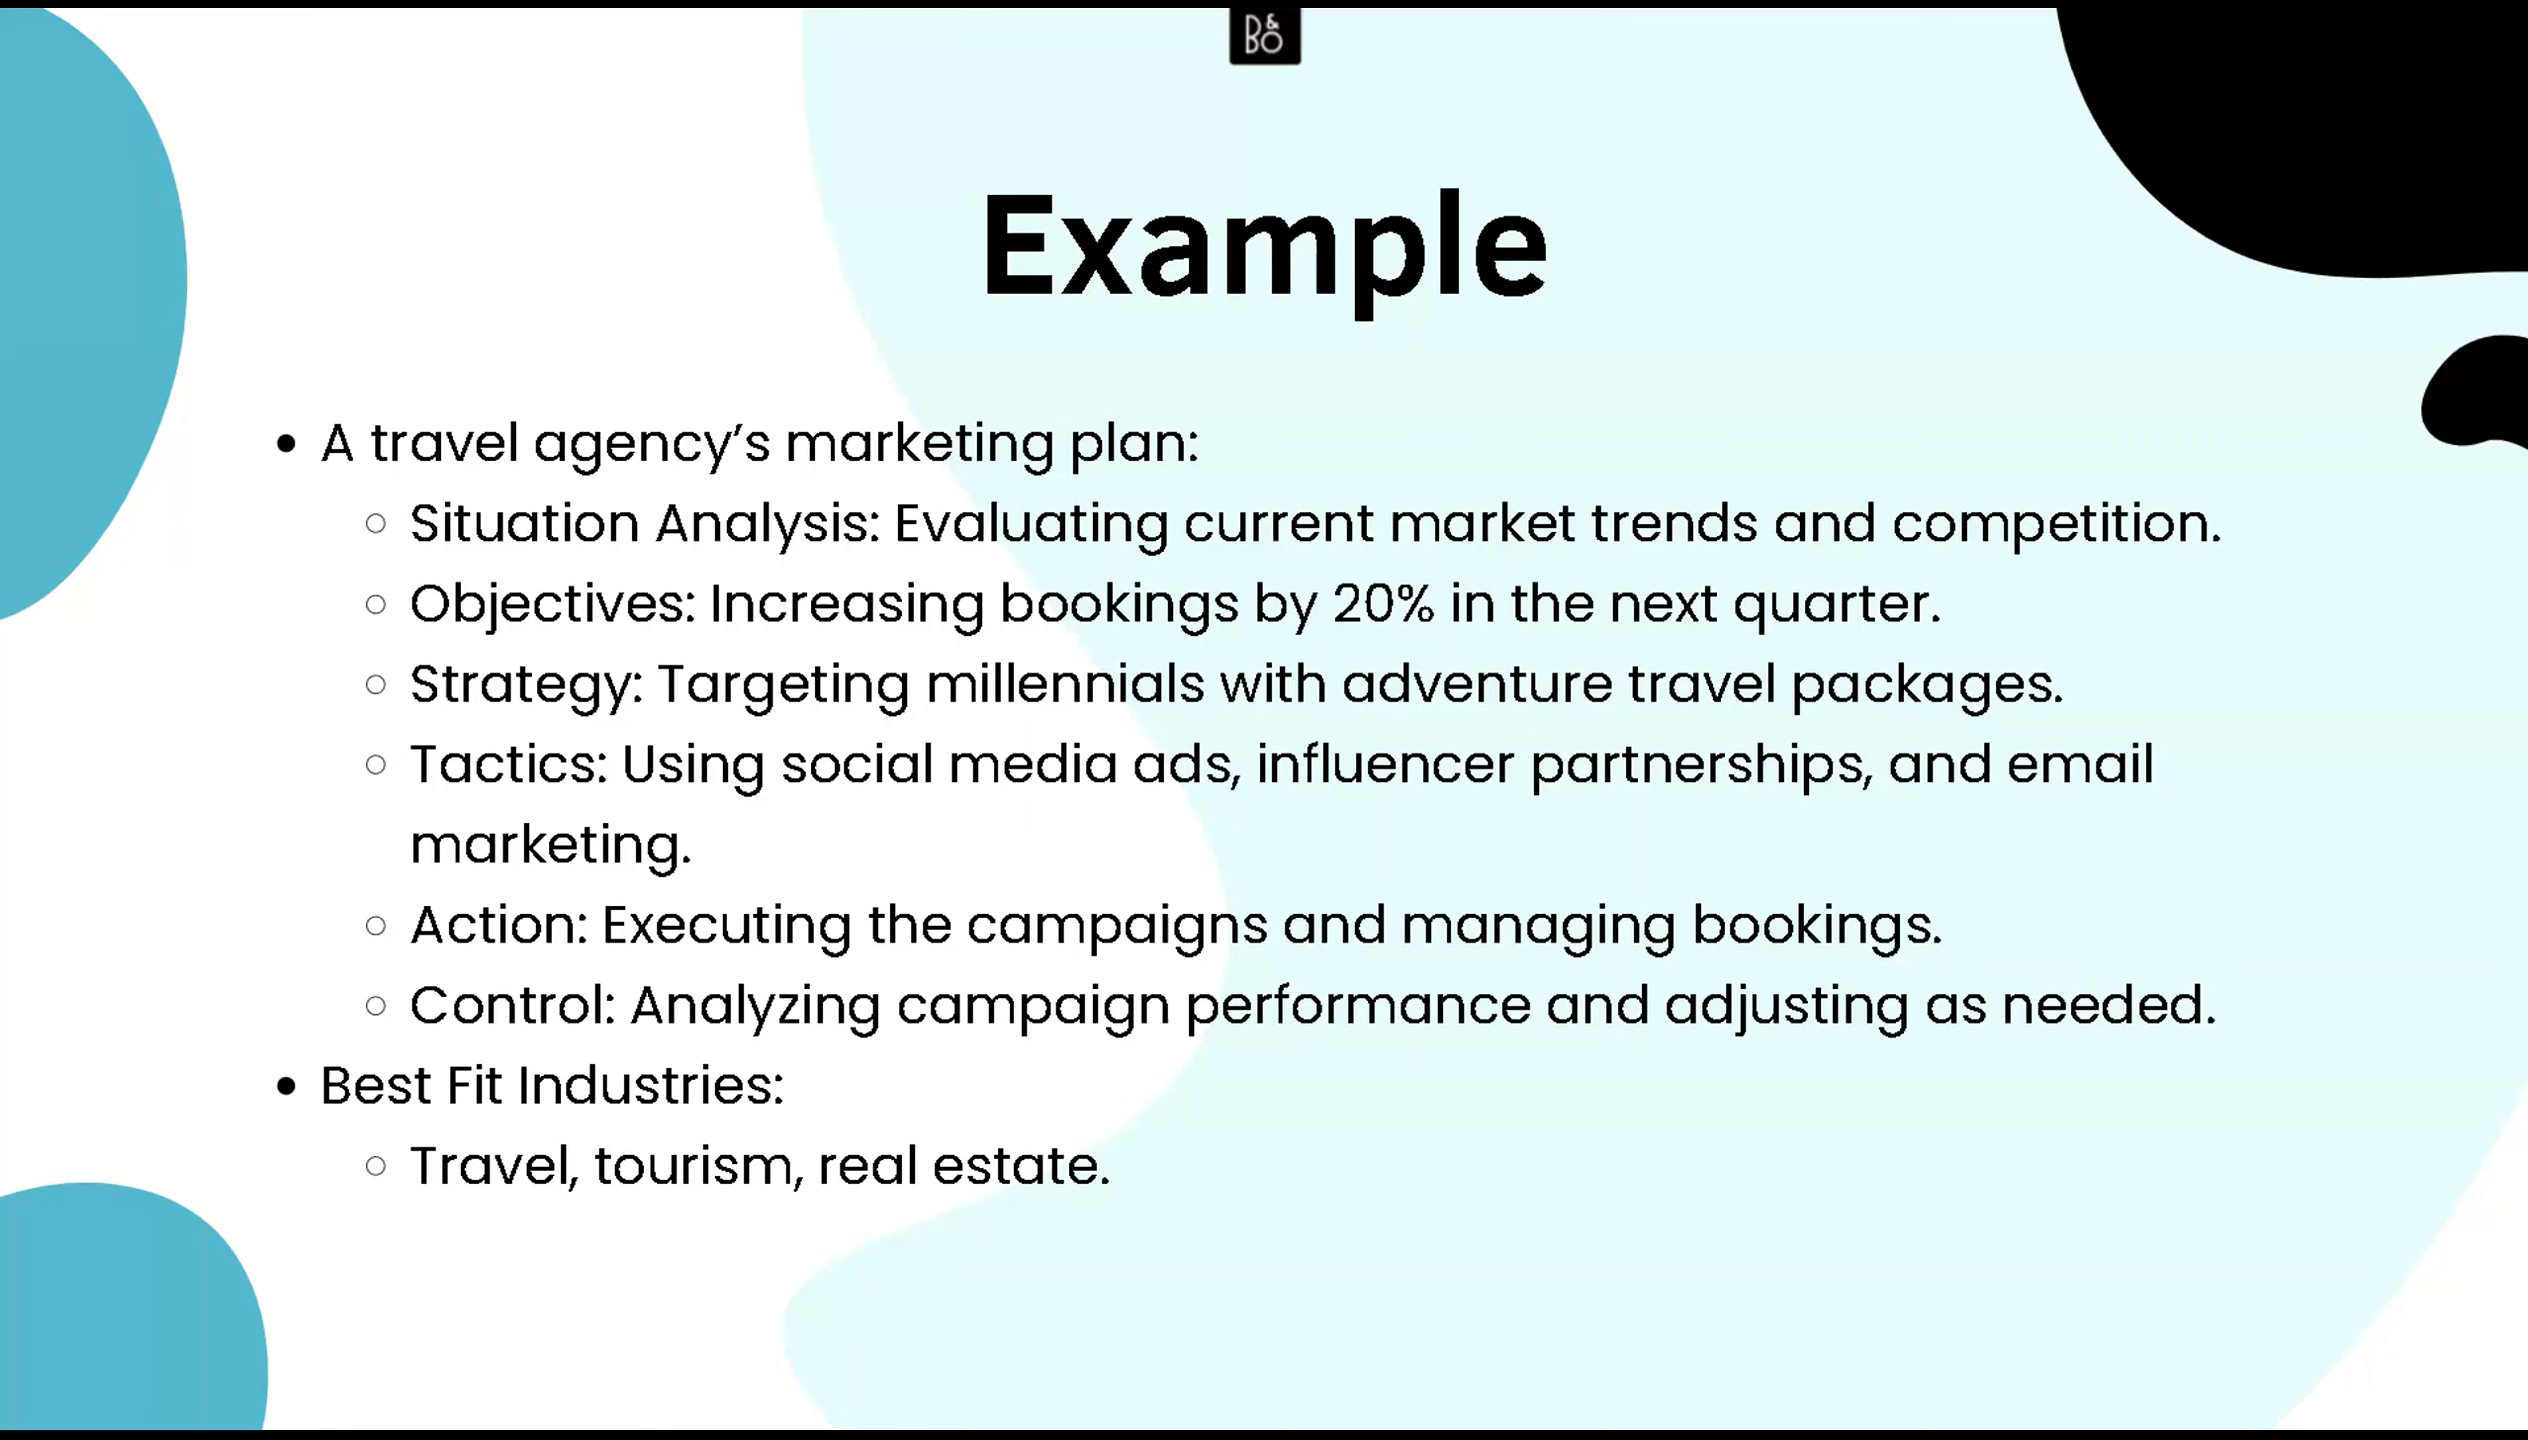 B&O
Example
• A travel agency’s marketing plan:
○ Situation Analysis: Evaluating current market trends and competition.
○ Objectives: Increasing bookings by 20% in the next quarter.
○ Strategy: Targeting millennials with adventure travel packages.
○ Tactics: Using social media ads, influencer partnerships, and email
marketing.
○ Action: Executing the campaigns and managing bookings.
○ Control: Analyzing campaign performance and adjusting as needed.
• Best Fit Industries:
○ Travel, tourism, real estate.